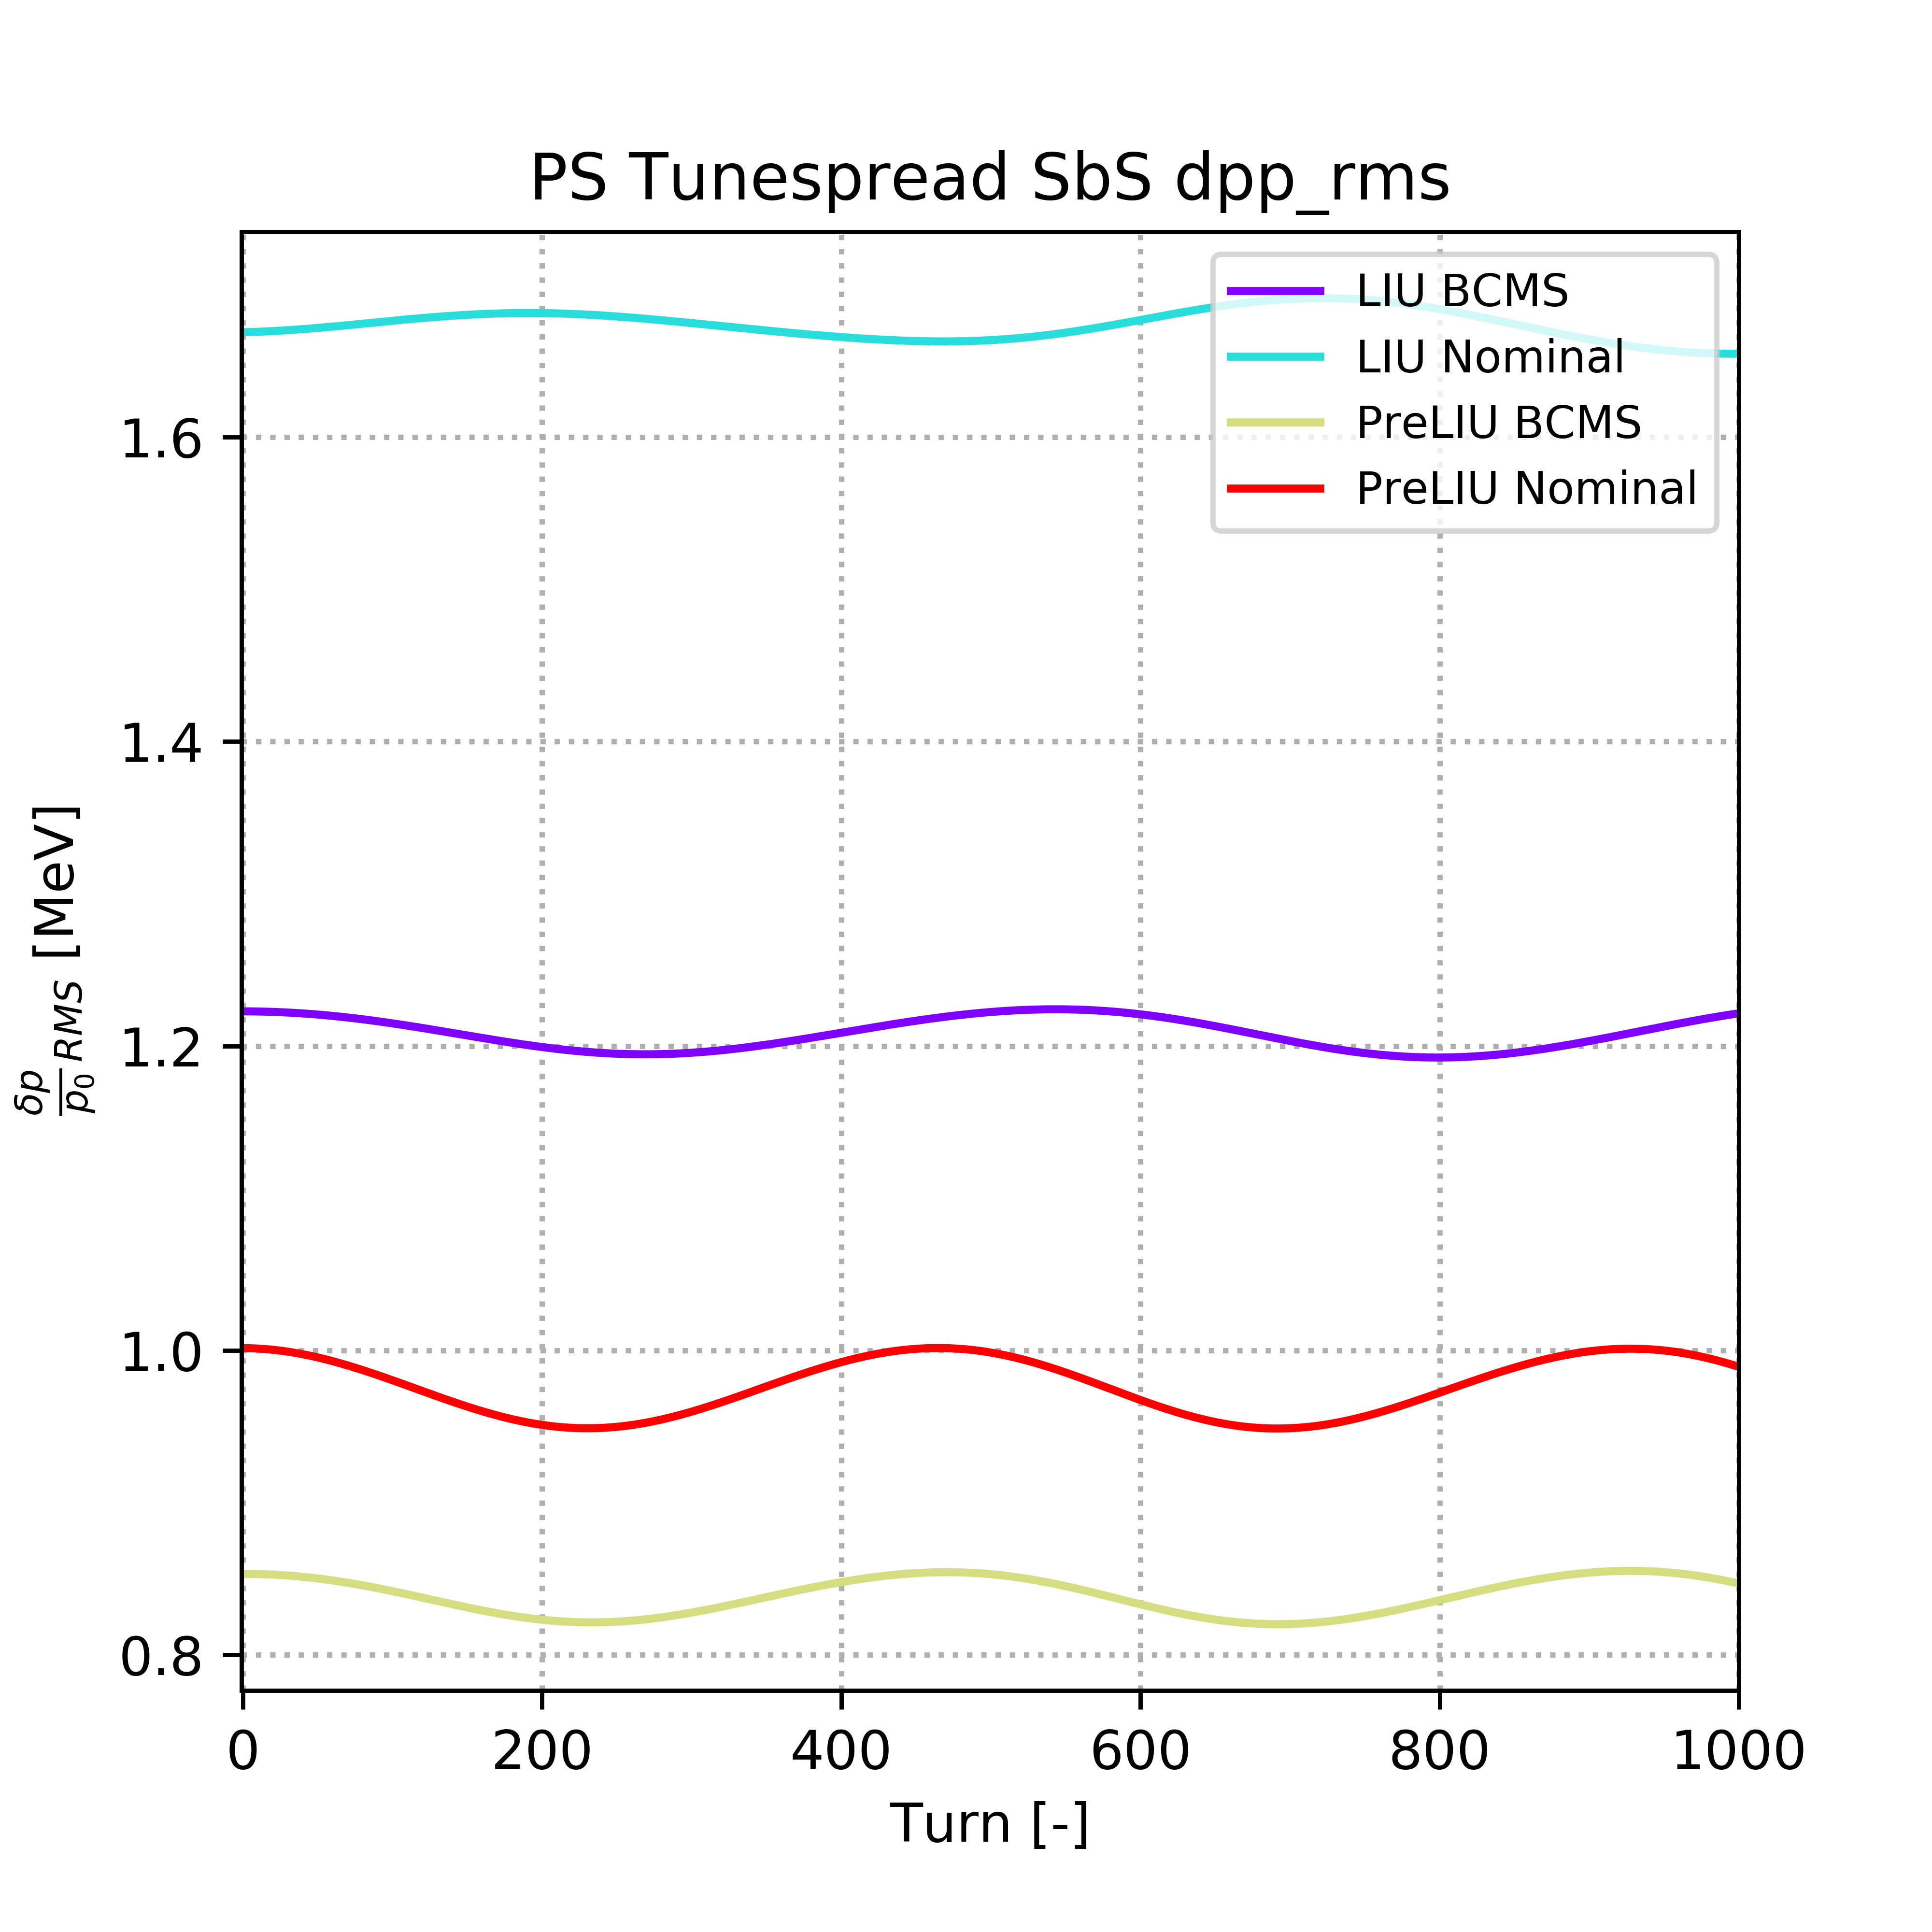 PS Tunespread SbS dpp_rms
LIU BCMS
LIU Nominal
PreLIU BCMS
PreLIU Nominal
1.6
1.4
1.2
1.0
0.8
δp/p₀ RMS [MeV]
0 200 400 600 800 1000
Turn [-]